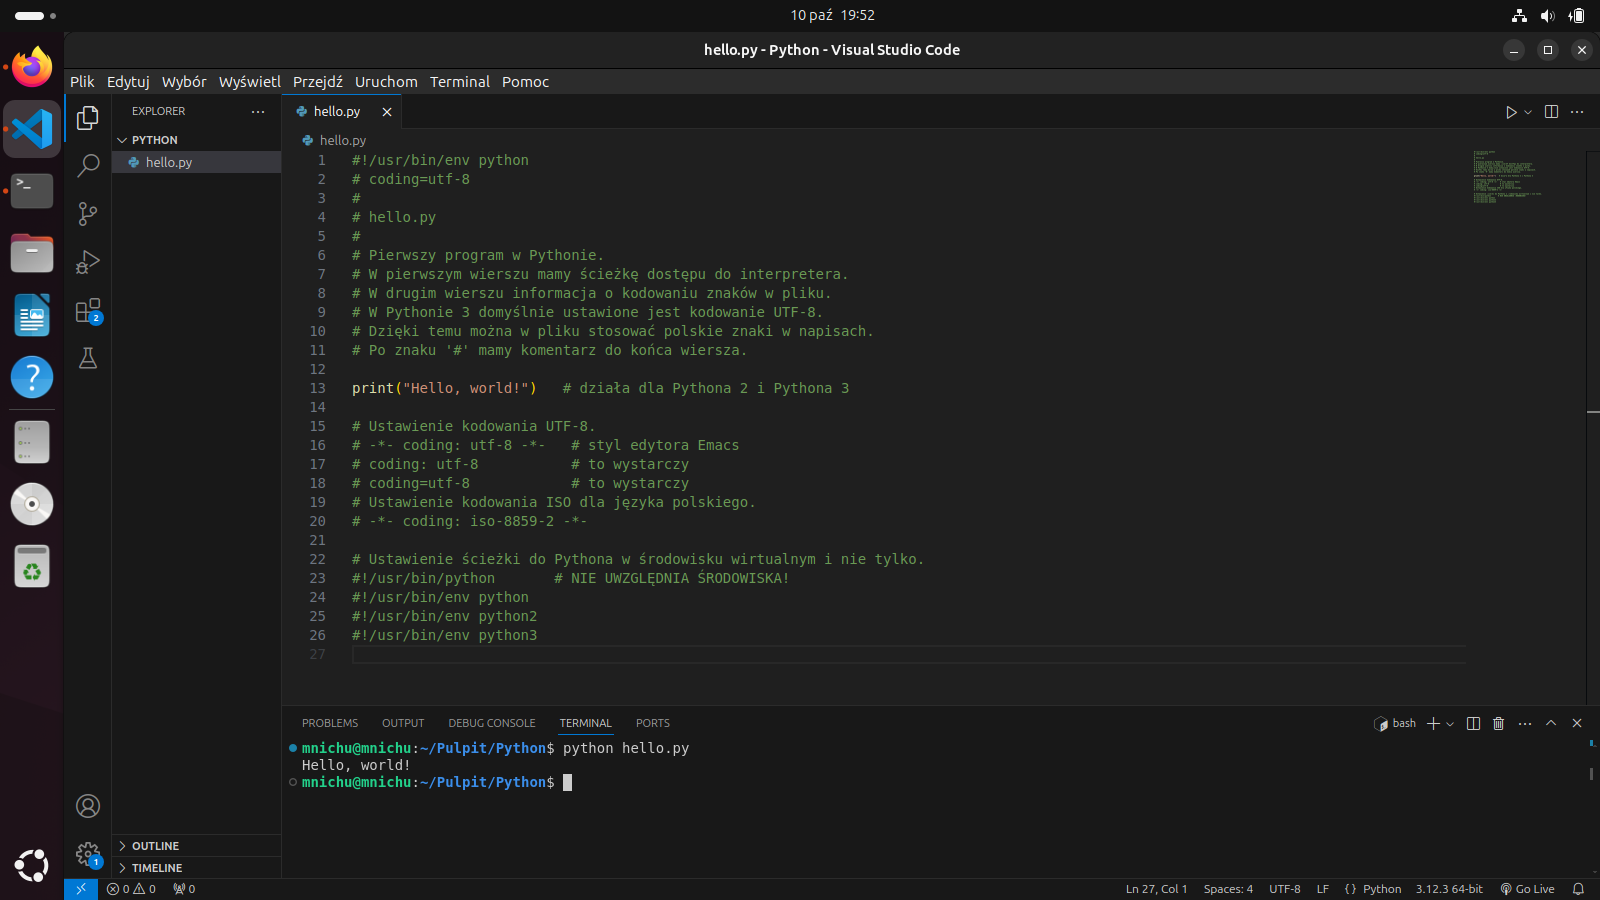 10 paź 19:52
hello.py - Python - Visual Studio Code
Plik Edytuj Wybór Wyświetl Przejdź Uruchom Terminal Pomoc
EXPLORER
PYTHON
hello.py
hello.py
hello.py
1 #!/usr/bin/env python
2 # coding=utf-8
3 #
4 # hello.py
5 #
6 # Pierwszy program w Pythonie.
7 # W pierwszym wierszu mamy ścieżkę dostępu do interpretera.
8 # W drugim wierszu informacja o kodowaniu znaków w pliku.
9 # W Pythonie 3 domyślnie ustawione jest kodowanie UTF-8.
10 # Dzięki temu można w pliku stosować polskie znaki w napisach.
11 # Po znaku '#' mamy komentarz do końca wiersza.
12
13 print("Hello, world!")   # działa dla Pythona 2 i Pythona 3
14
15 # Ustawienie kodowania UTF-8.
16 # -*- coding: utf-8 -*-   # styl edytora Emacs
17 # coding: utf-8           # to wystarczy
18 # coding=utf-8            # to wystarczy
19 # Ustawienie kodowania ISO dla języka polskiego.
20 # -*- coding: iso-8859-2 -*-
21
22 # Ustawienie ścieżki do Pythona w środowisku wirtualnym i nie tylko.
23 #!/usr/bin/python       # NIE UWZGLĘDNIA ŚRODOWISKA!
24 #!/usr/bin/env python
25 #!/usr/bin/env python2
26 #!/usr/bin/env python3
27
2
PROBLEMS OUTPUT DEBUG CONSOLE TERMINAL PORTS
bash
mnichu@mnichu:~/Pulpit/Python$ python hello.py
Hello, world!
mnichu@mnichu:~/Pulpit/Python$
OUTLINE
1
TIMELINE
0 0 0
Ln 27, Col 1 Spaces: 4 UTF-8 LF {} Python 3.12.3 64-bit Go Live